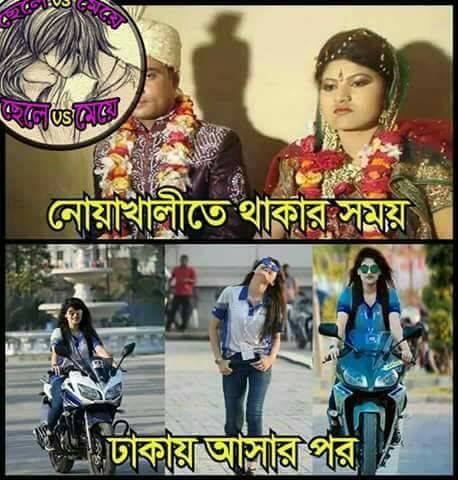 ছেলে vs মেয়ে
ছেলে vs মেয়ে
নোয়াখালীতে থাকার সময়
ঢাকায় আসার পর